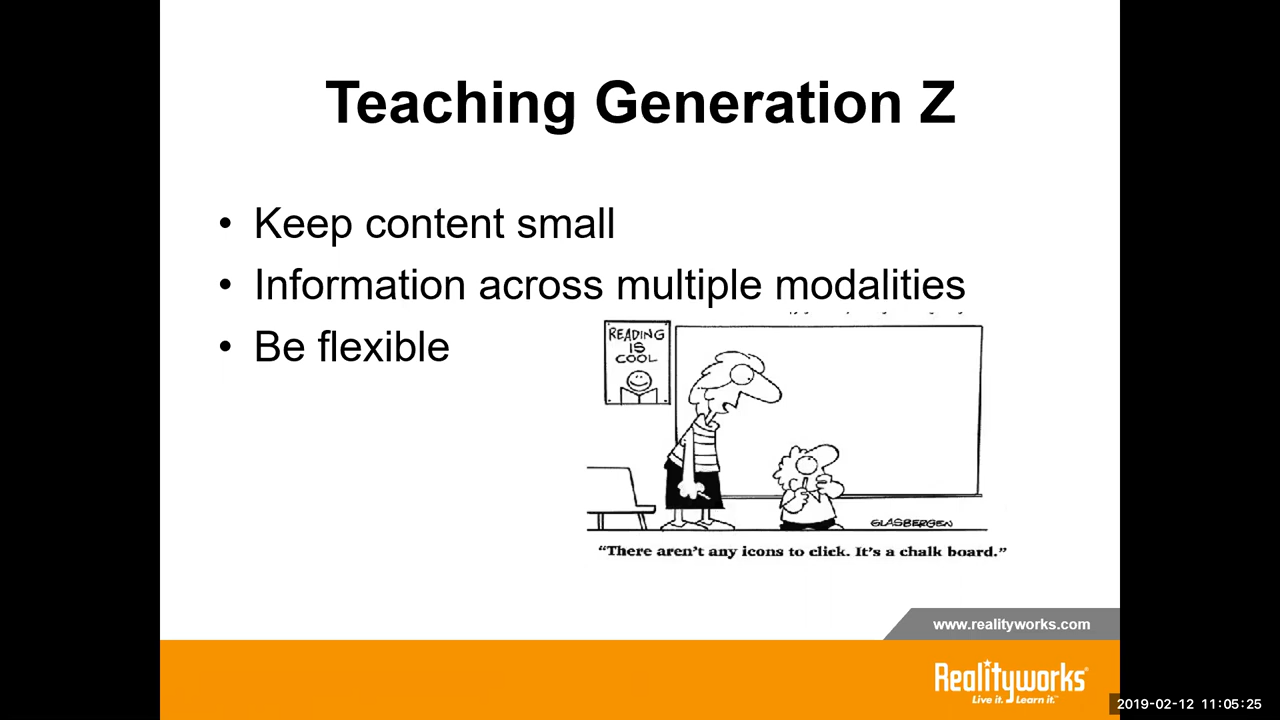 Teaching Generation Z
• Keep content small
• Information across multiple modalities
• Be flexible
READING
IS
COOL
GLASBERGEN
“There aren't any icons to click. It's a chalk board.”
www.realityworks.com
Realityworks®
Live it. Learn it.™
2019-02-12 11:05:25